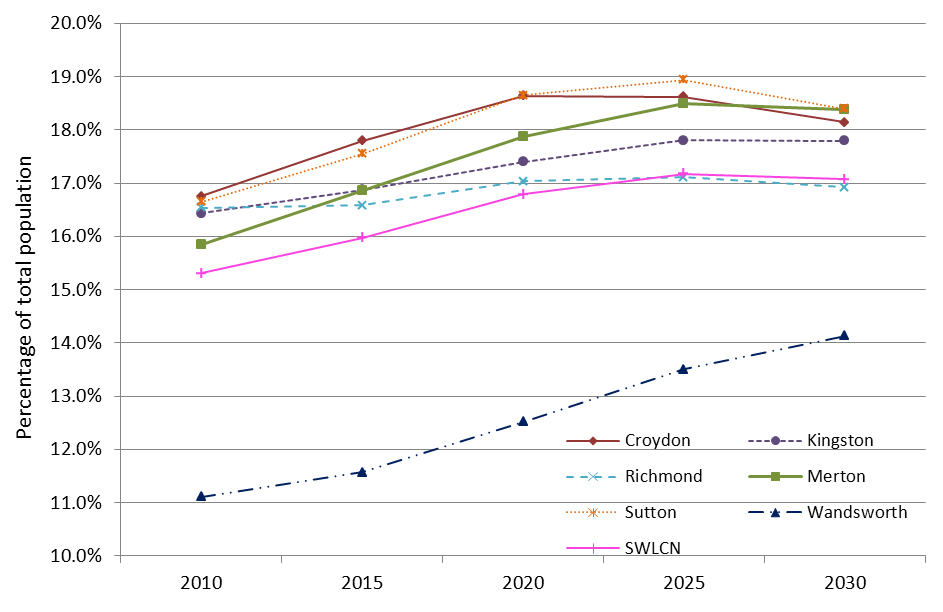 20.0%
19.0%
18.0%
17.0%
16.0%
15.0%
14.0%
13.0%
12.0%
11.0%
10.0%
Percentage of total population
Croydon Kingston
Richmond Merton
Sutton Wandsworth
SWLCN
2010 2015 2020 2025 2030